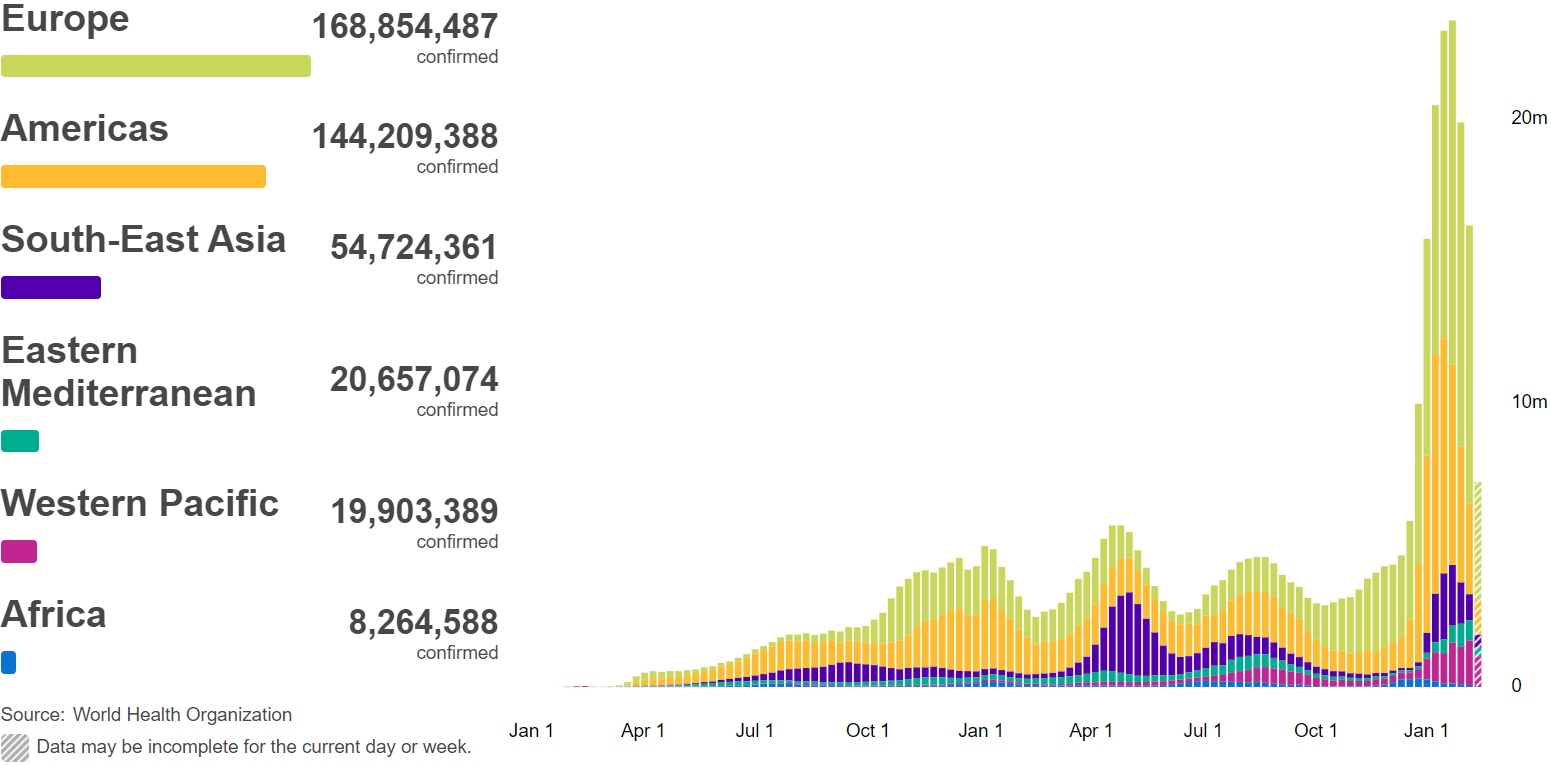 Europe
168,854,487
confirmed
Americas
144,209,388
confirmed
South-East Asia
54,724,361
confirmed
Eastern
Mediterranean
20,657,074
confirmed
Western Pacific
19,903,389
confirmed
Africa
8,264,588
confirmed
Source: World Health Organization
Data may be incomplete for the current day or week.
20m
10m
0
Jan 1 Apr 1 Jul 1 Oct 1 Jan 1 Apr 1 Jul 1 Oct 1 Jan 1